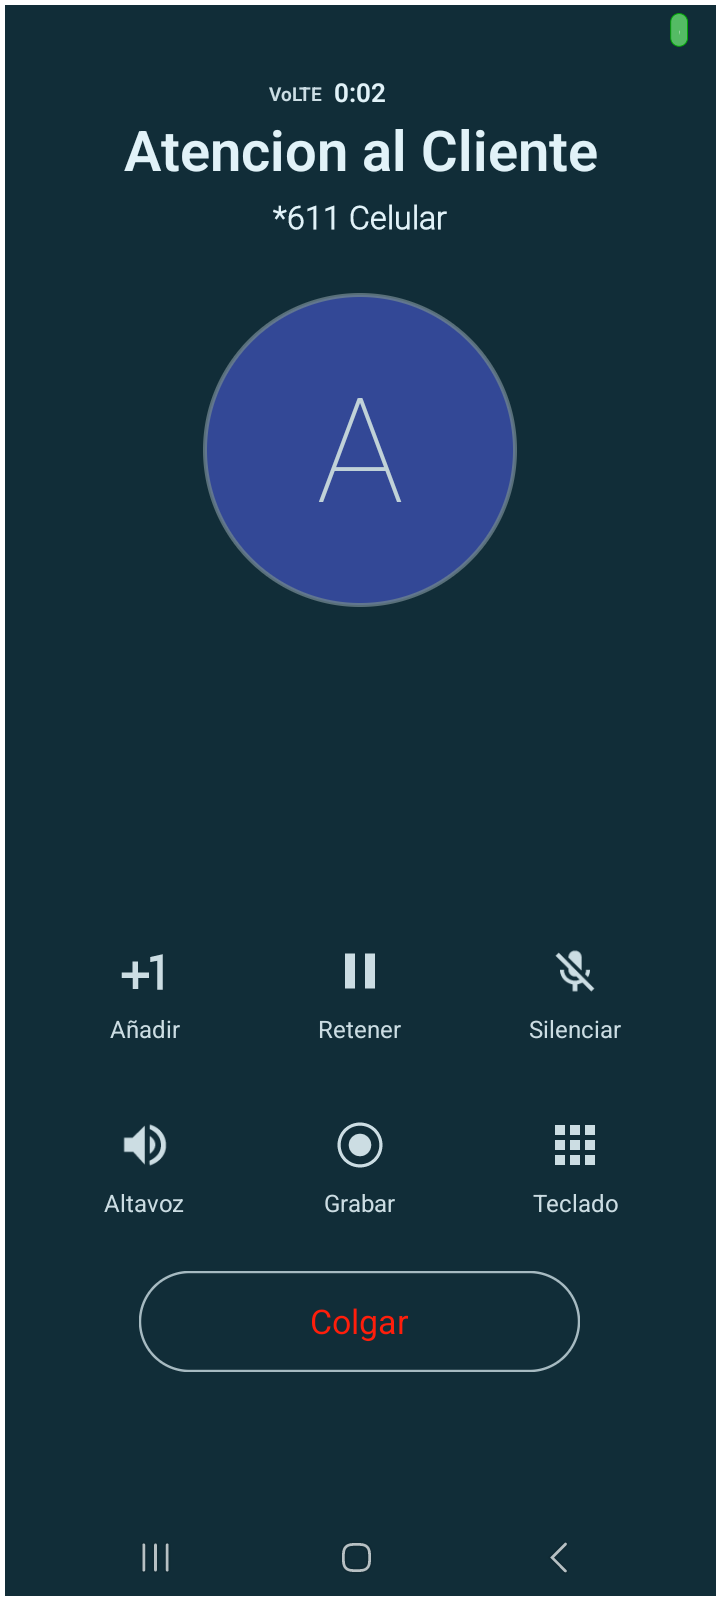 VoLTE 0:02
Atencion al Cliente
*611 Celular
A
+1
Añadir Retener Silenciar
Altavoz Grabar Teclado
Colgar